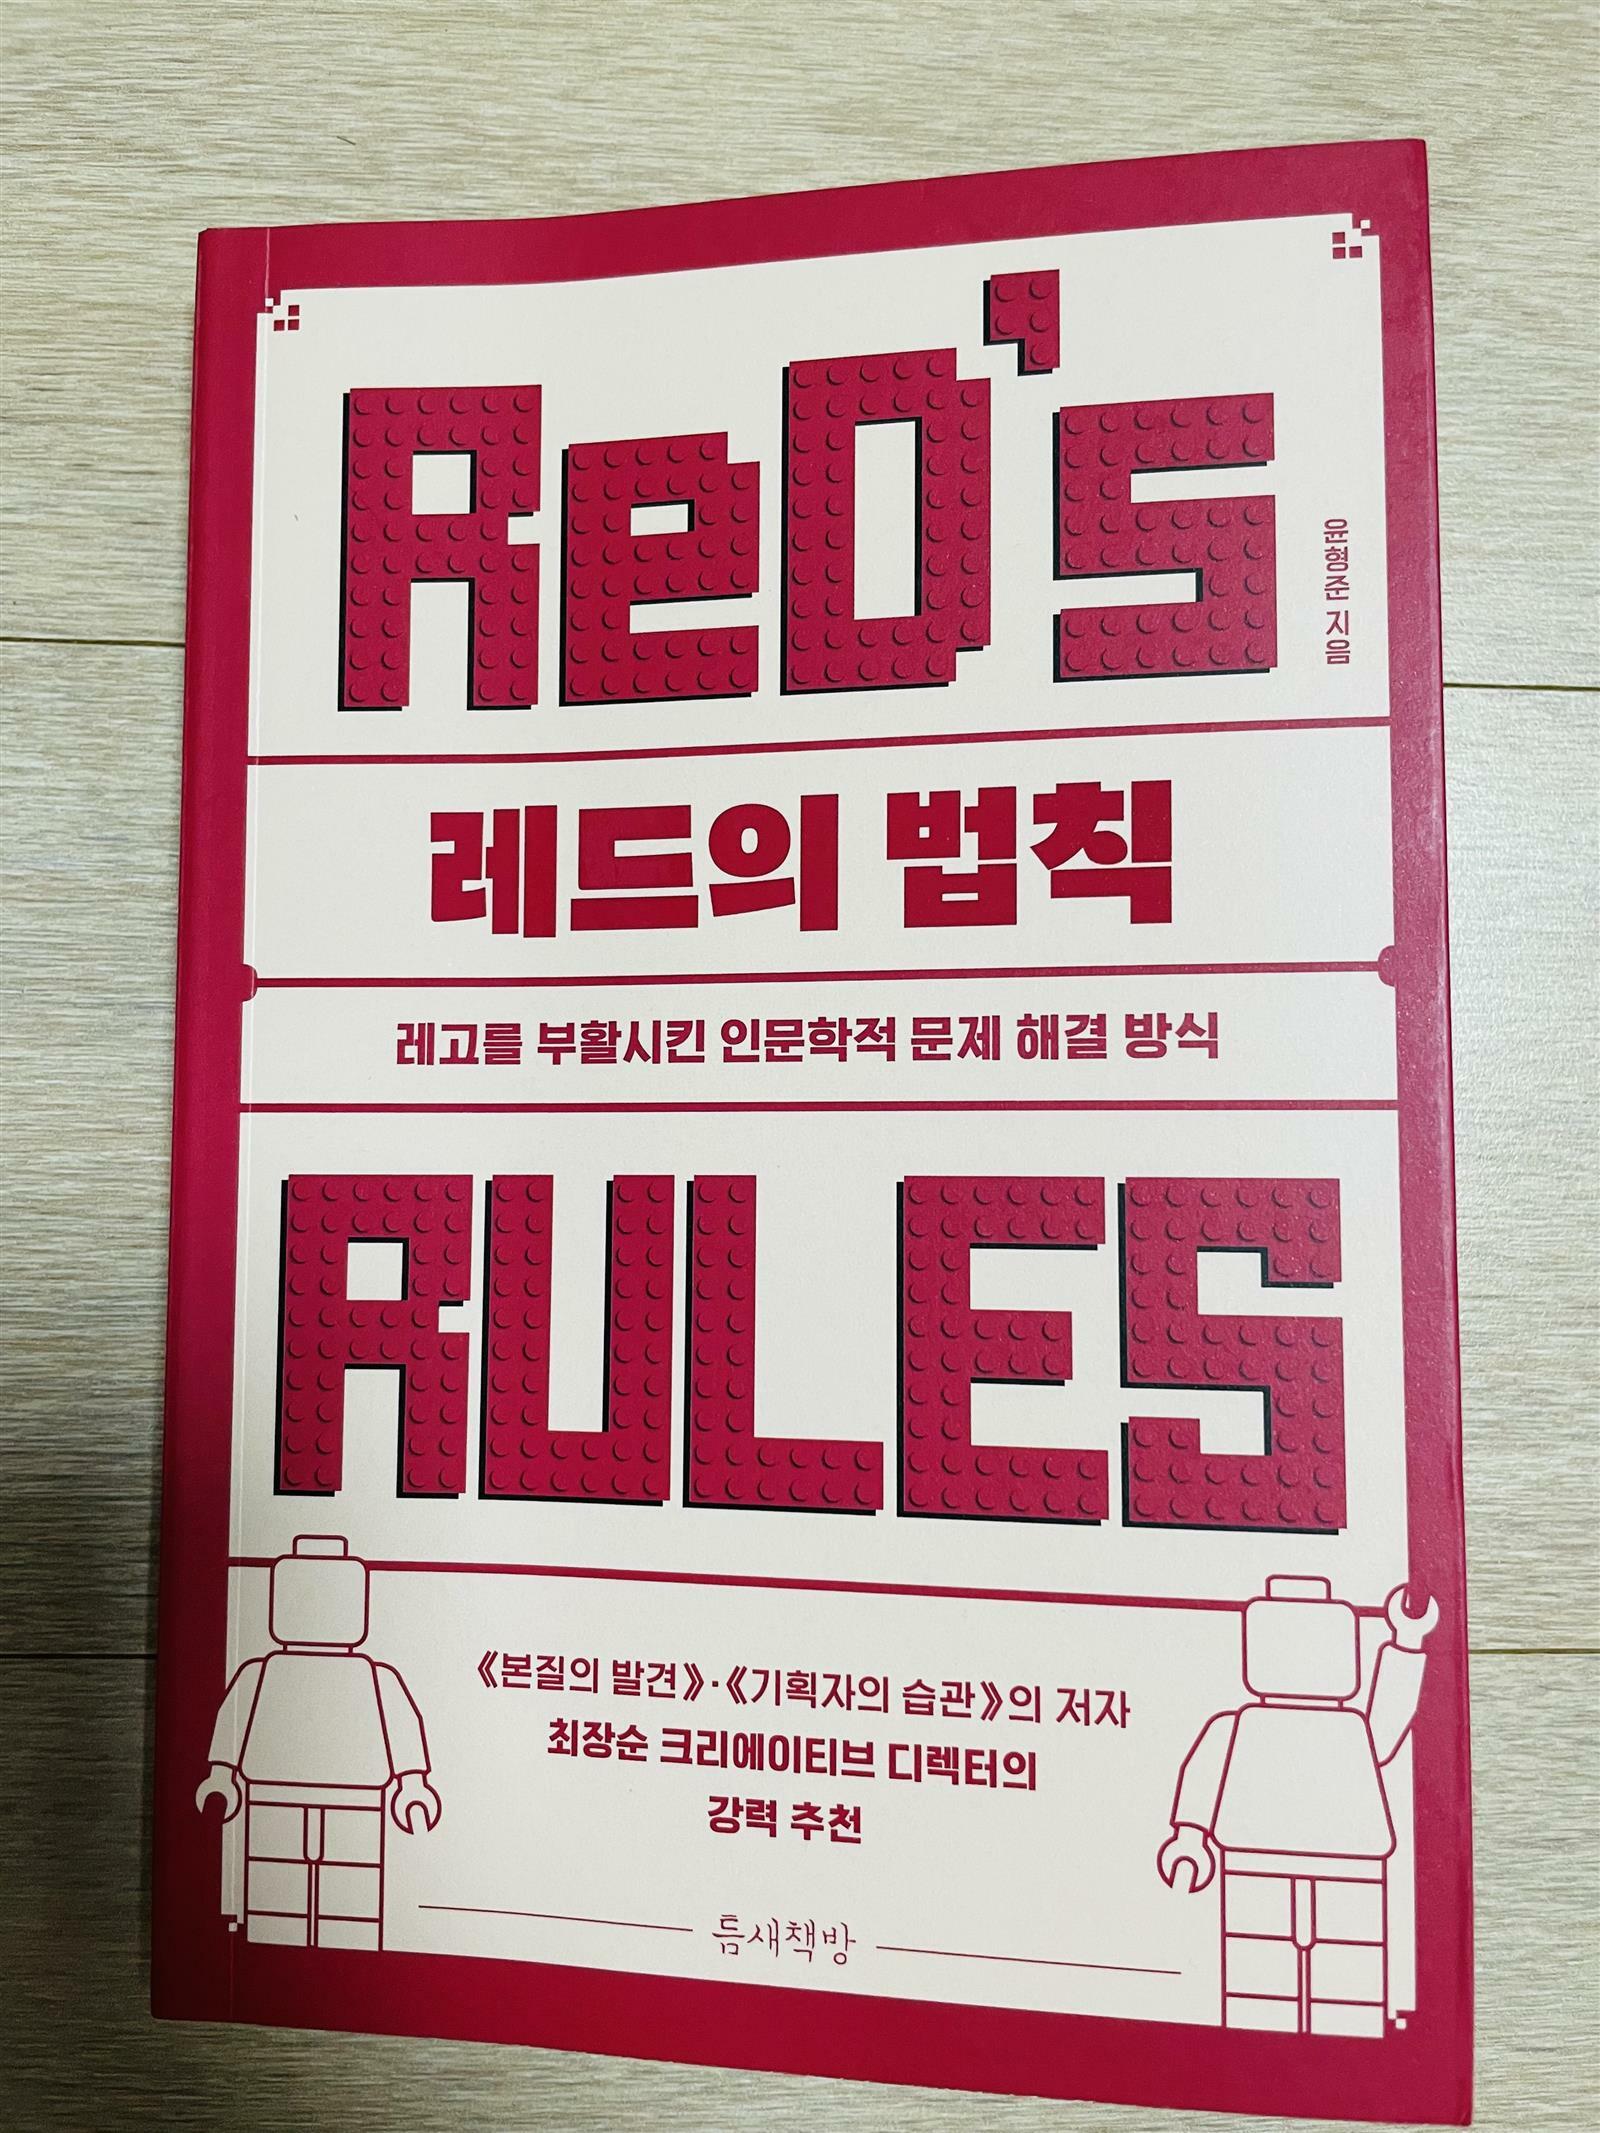 ReD's
윤형준 지음
레드의 법칙
레고를 부활시킨 인문학적 문제 해결 방식
RULES
《본질의 발견》·《기획자의 습관》의 저자
최장순 크리에이티브 디렉터의
강력 추천
틈새책방